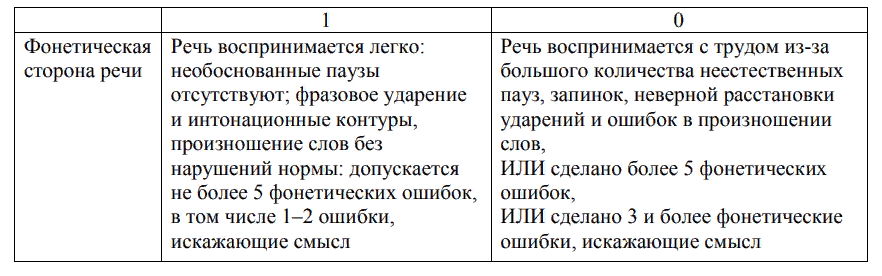 1
0
Фонетическая
сторона речи
Речь воспринимается легко:
необоснованные паузы
отсутствуют; фразовое ударение
и интонационные контуры,
произношение слов без
нарушений нормы: допускается
не более 5 фонетических ошибок,
в том числе 1–2 ошибки,
искажающие смысл
Речь воспринимается с трудом из-за
большого количества неестественных
пауз, запинок, неверной расстановки
ударений и ошибок в произношении
слов,
ИЛИ сделано более 5 фонетических
ошибок,
ИЛИ сделано 3 и более фонетические
ошибки, искажающие смысл